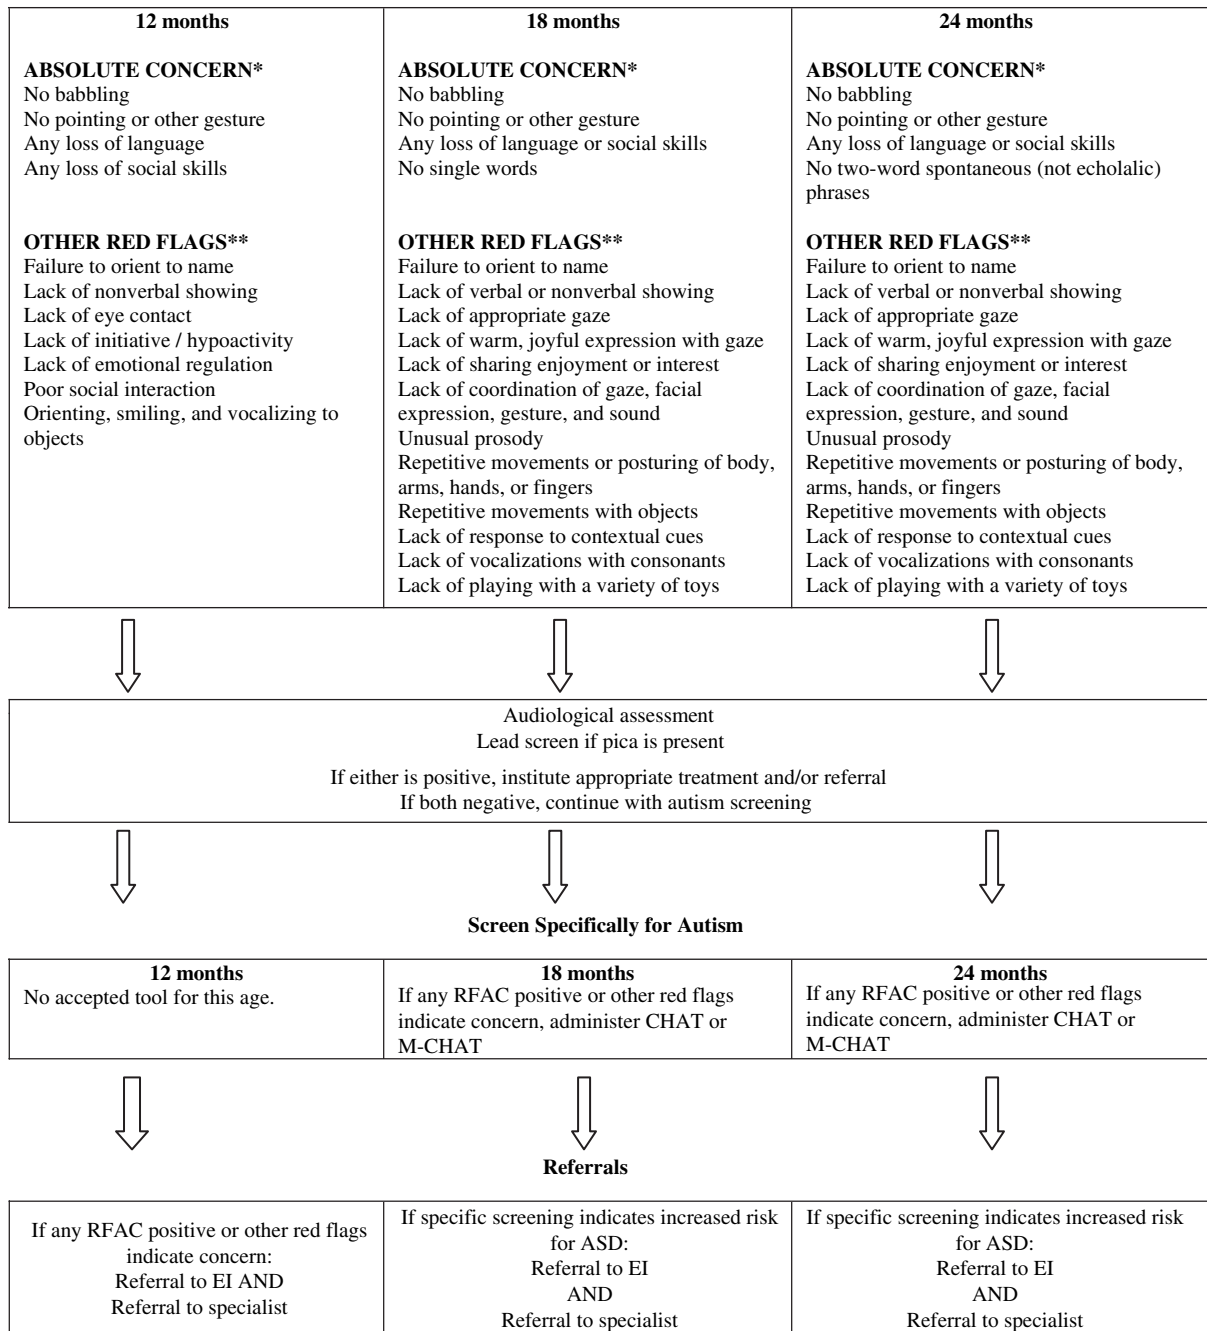 12 months
ABSOLUTE CONCERN*
No babbling
No pointing or other gesture
Any loss of language
Any loss of social skills
OTHER RED FLAGS**
Failure to orient to name
Lack of nonverbal showing
Lack of eye contact
Lack of initiative / hypoactivity
Lack of emotional regulation
Poor social interaction
Orienting, smiling, and vocalizing to
objects
18 months
ABSOLUTE CONCERN*
No babbling
No pointing or other gesture
Any loss of language or social skills
No single words
OTHER RED FLAGS**
Failure to orient to name
Lack of verbal or nonverbal showing
Lack of appropriate gaze
Lack of warm, joyful expression with gaze
Lack of sharing enjoyment or interest
Lack of coordination of gaze, facial
expression, gesture, and sound
Unusual prosody
Repetitive movements or posturing of body,
arms, hands, or fingers
Repetitive movements with objects
Lack of response to contextual cues
Lack of vocalizations with consonants
Lack of playing with a variety of toys
24 months
ABSOLUTE CONCERN*
No babbling
No pointing or other gesture
Any loss of language or social skills
No two-word spontaneous (not echolalic)
phrases
OTHER RED FLAGS**
Failure to orient to name
Lack of verbal or nonverbal showing
Lack of appropriate gaze
Lack of warm, joyful expression with gaze
Lack of sharing enjoyment or interest
Lack of coordination of gaze, facial
expression, gesture, and sound
Unusual prosody
Repetitive movements or posturing of body,
arms, hands, or fingers
Repetitive movements with objects
Lack of response to contextual cues
Lack of vocalizations with consonants
Lack of playing with a variety of toys
Audiological assessment
Lead screen if pica is present
If either is positive, institute appropriate treatment and/or referral
If both negative, continue with autism screening
Screen Specifically for Autism
12 months
No accepted tool for this age.
18 months
If any RFAC positive or other red flags
indicate concern, administer CHAT or
M-CHAT
24 months
If any RFAC positive or other red flags
indicate concern, administer CHAT or
M-CHAT
Referrals
If any RFAC positive or other red flags
indicate concern:
Referral to EI AND
Referral to specialist
If specific screening indicates increased risk
for ASD:
Referral to EI
AND
Referral to specialist
If specific screening indicates increased risk
for ASD:
Referral to EI
AND
Referral to specialist